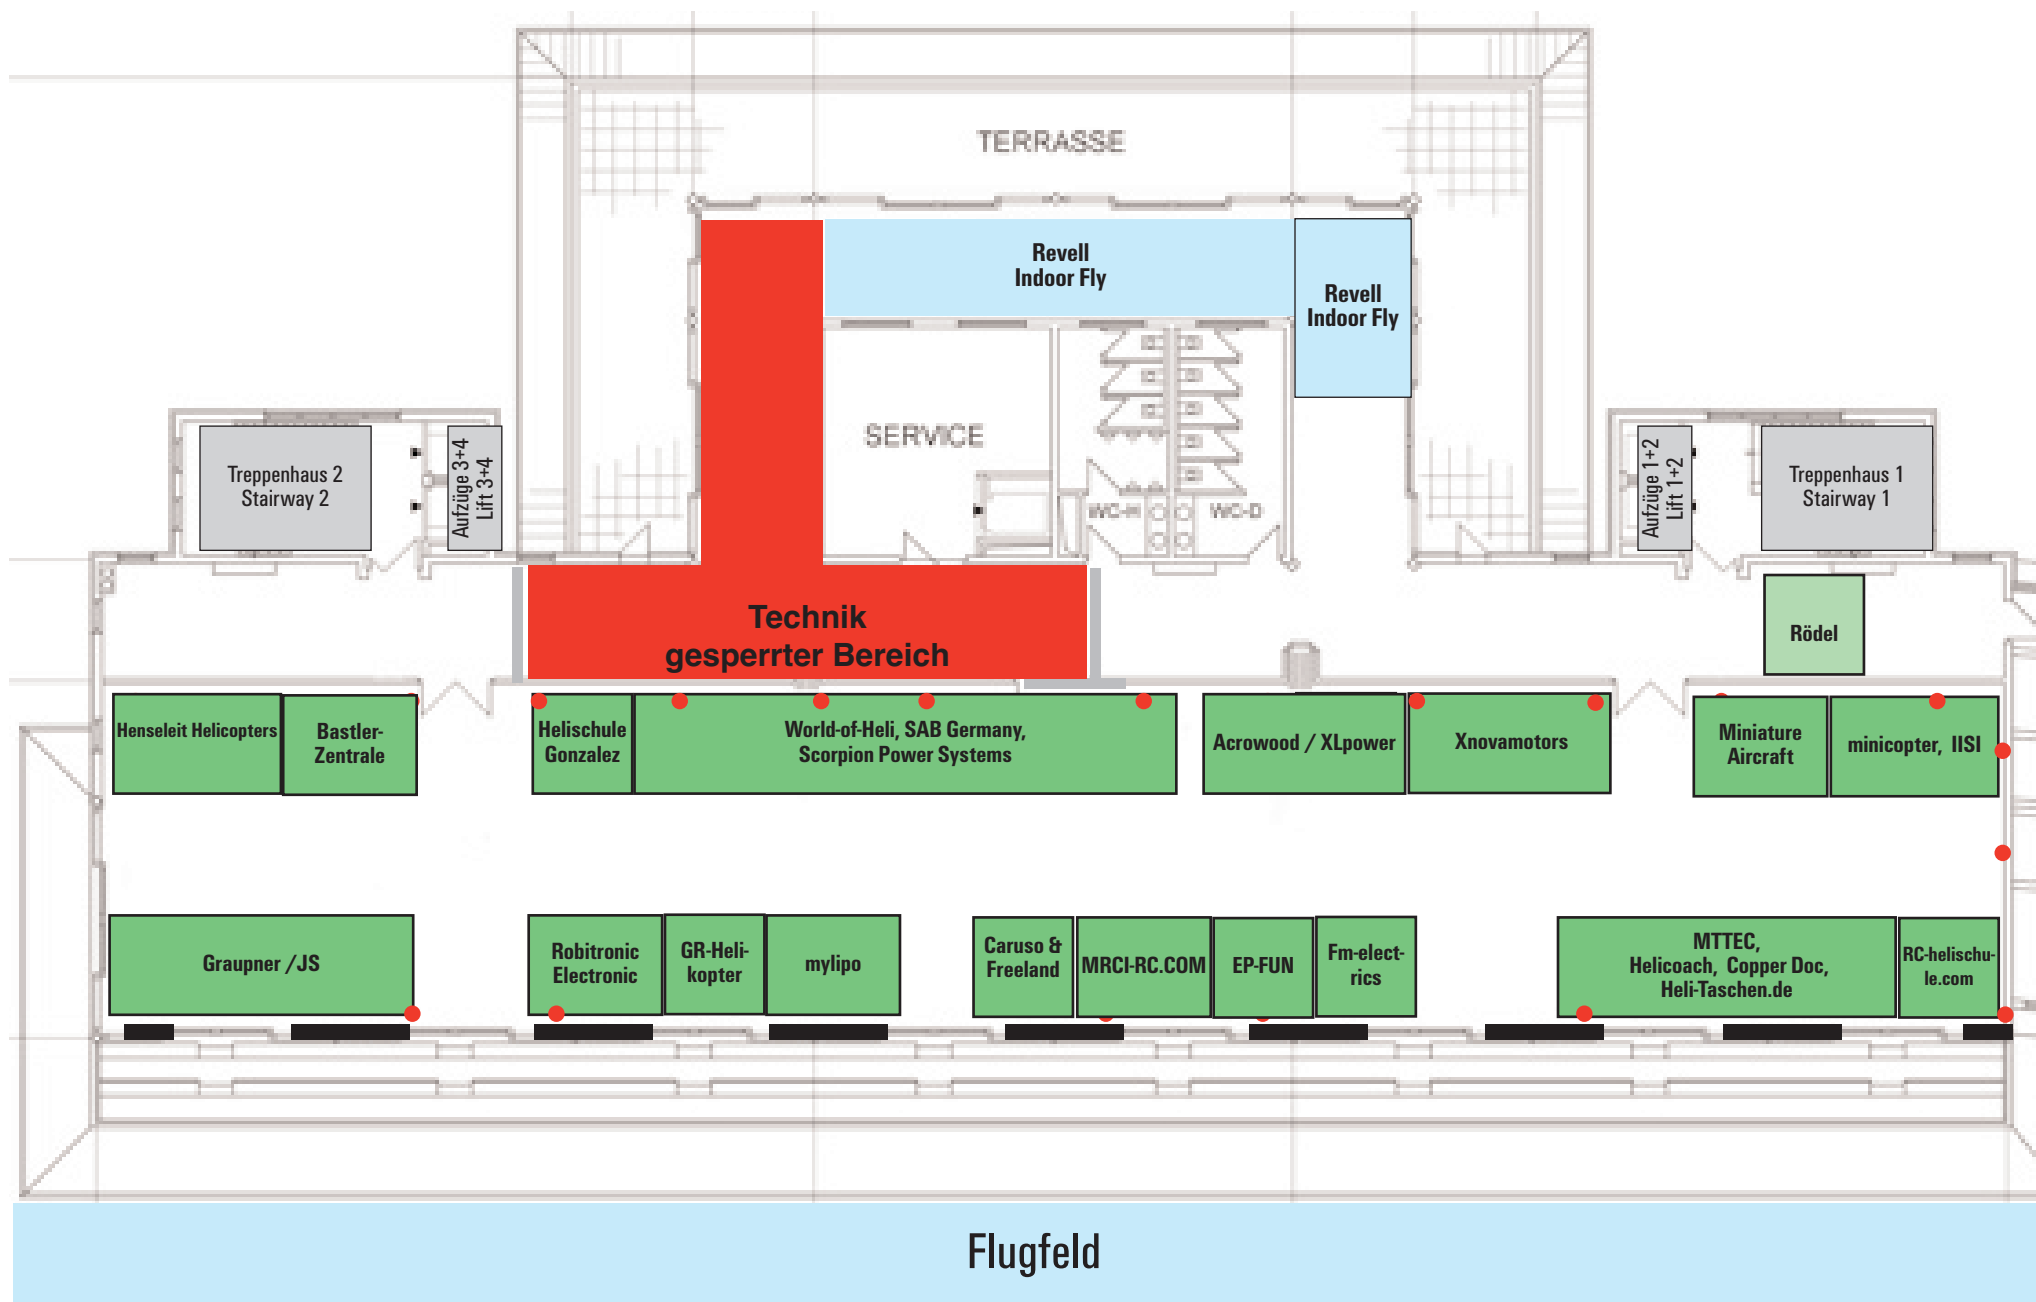 TERRASSE
Revell
Indoor Fly
Revell
Indoor Fly
SERVICE
WC-H
WC-D
Treppenhaus 2
Stairway 2
Aufzüge 3+4
Lift 3+4
Aufzüge 1+2
Lift 1+2
Treppenhaus 1
Stairway 1
Technik
gesperrter Bereich
Rödel
Henseleit Helicopters
Bastler-
Zentrale
Helischule
Gonzalez
World-of-Heli, SAB Germany,
Scorpion Power Systems
Acrowood / XLpower
Xnovamotors
Miniature
Aircraft
minicopter, IISI
Graupner /JS
Robitronic
Electronic
GR-Heli-
kopter
mylipo
Caruso &
Freeland
MRCI-RC.COM
EP-FUN
Fm-elect-
rics
MTTEC,
Helicoach, Copper Doc,
Heli-Taschen.de
RC-helischu-
le.com
Flugfeld